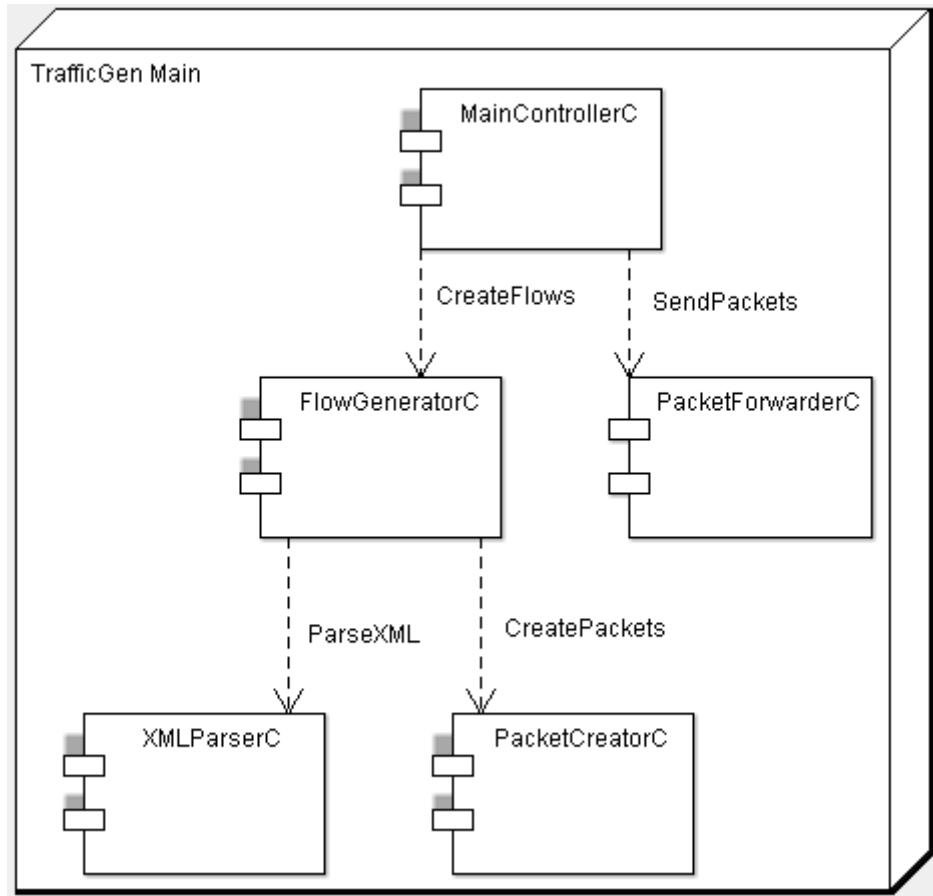 TrafficGen Main
MainControllerC
CreateFlows
SendPackets
FlowGeneratorC
PacketForwarderC
ParseXML
CreatePackets
XMLParserC
PacketCreatorC